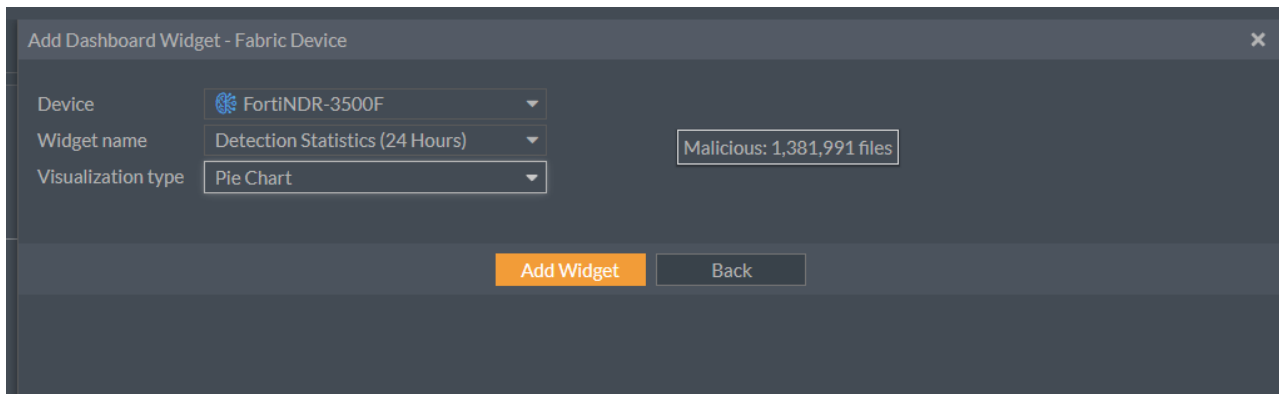 Add Dashboard Widget - Fabric Device
Device FortiNDR-3500F
Widget name Detection Statistics (24 Hours)
Malicious: 1,381,991 files
Visualization type Pie Chart
Add Widget Back